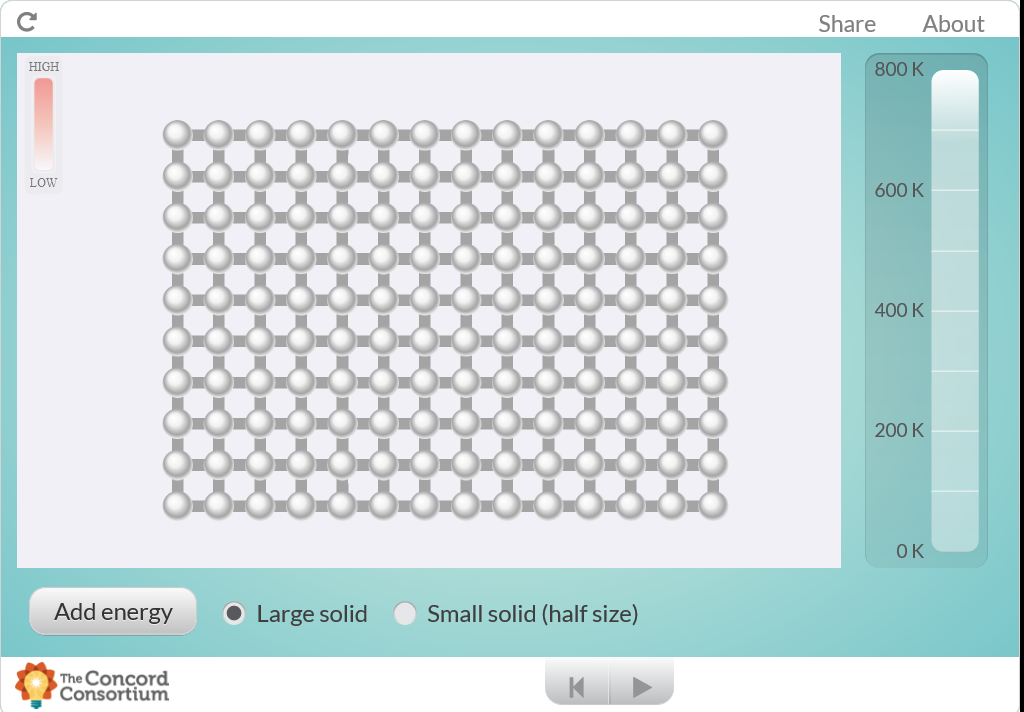 Share About
HIGH
LOW
800 K
600 K
400 K
200 K
0 K
Add energy
Large solid
Small solid (half size)
The Concord
Consortium